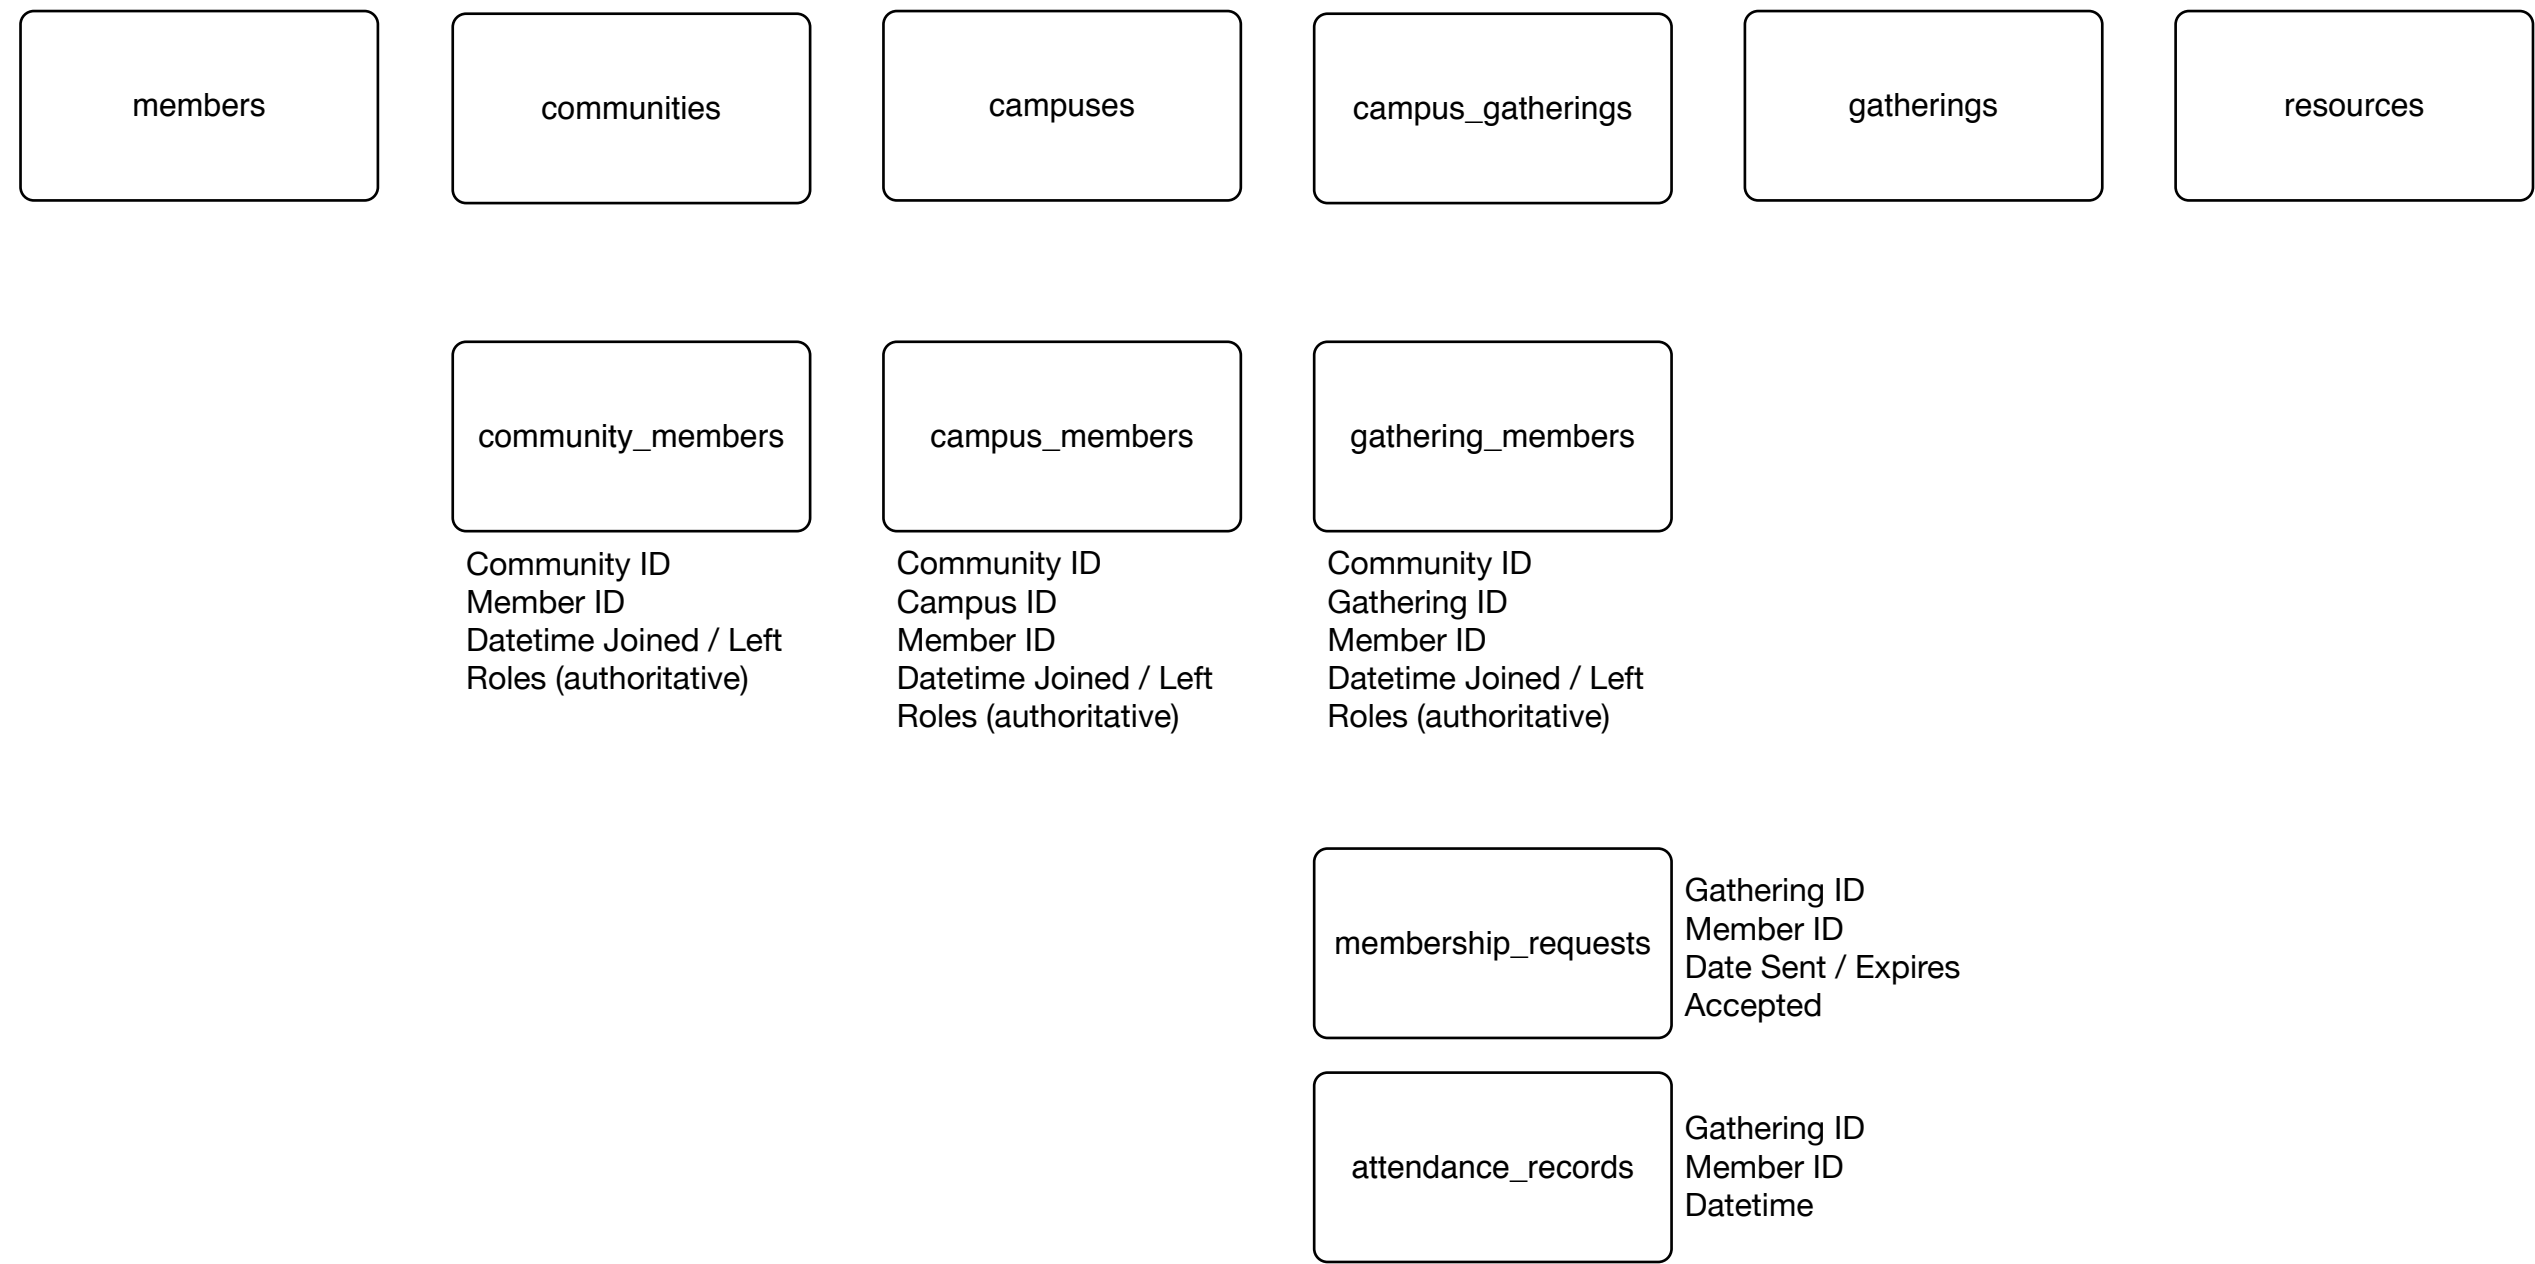 members
communities
campuses
campus_gatherings
gatherings
resources
community_members
campus_members
gathering_members
Community ID
Member ID
Datetime Joined / Left
Roles (authoritative)
Community ID
Campus ID
Member ID
Datetime Joined / Left
Roles (authoritative)
Community ID
Gathering ID
Member ID
Datetime Joined / Left
Roles (authoritative)
membership_requests
Gathering ID
Member ID
Date Sent / Expires
Accepted
attendance_records
Gathering ID
Member ID
Datetime